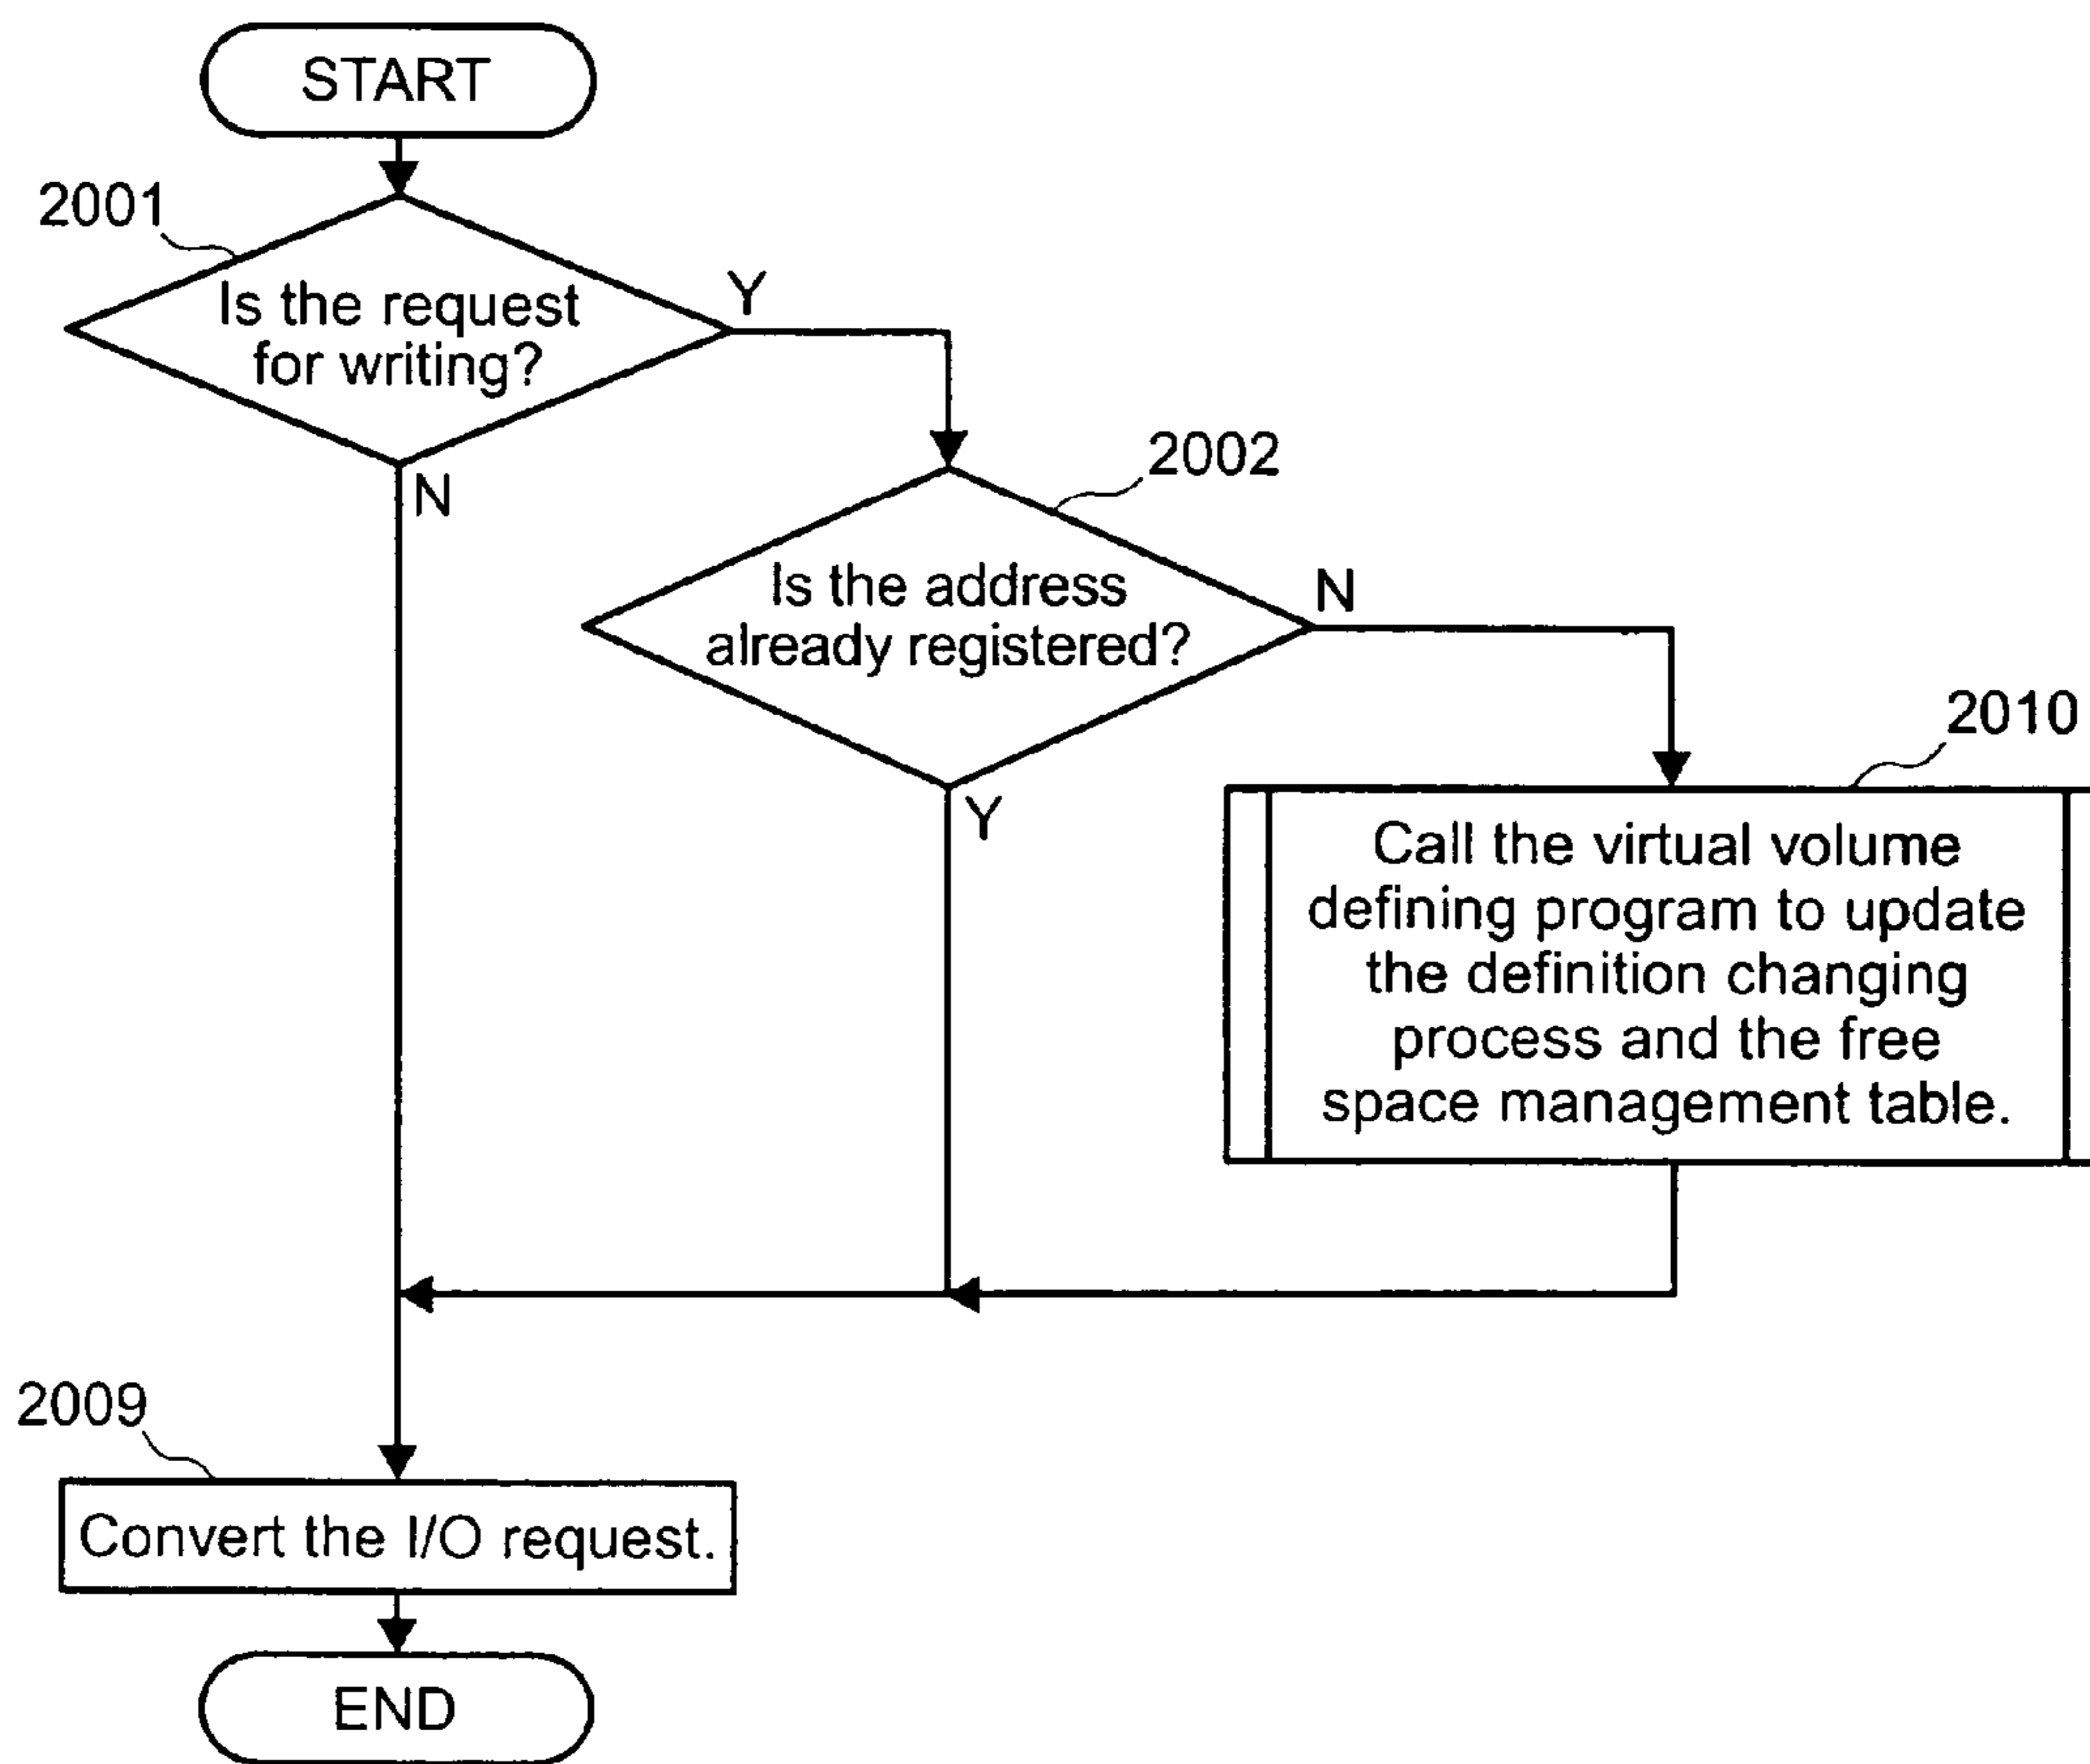 START
2001
Is the request
for writing?
Y
N
2002
Is the address
already registered?
N
Y
2010
Call the virtual volume
defining program to update
the definition changing
process and the free
space management table.
2009
Convert the I/O request.
END